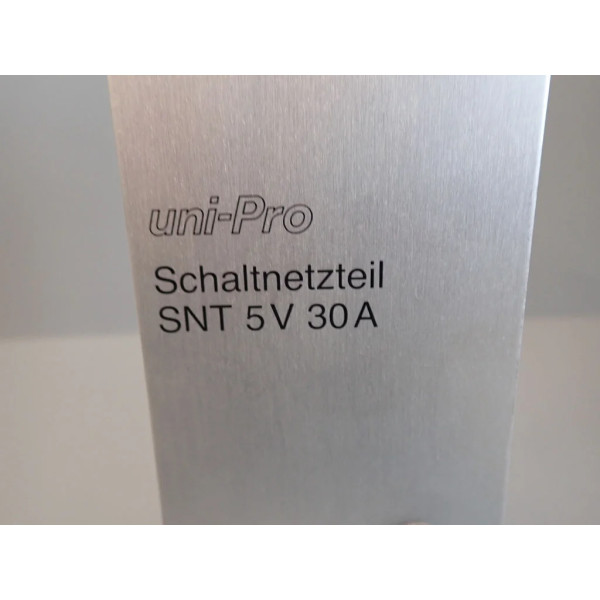 uni-Pro
Schaltnetzteil
SNT 5V 30A